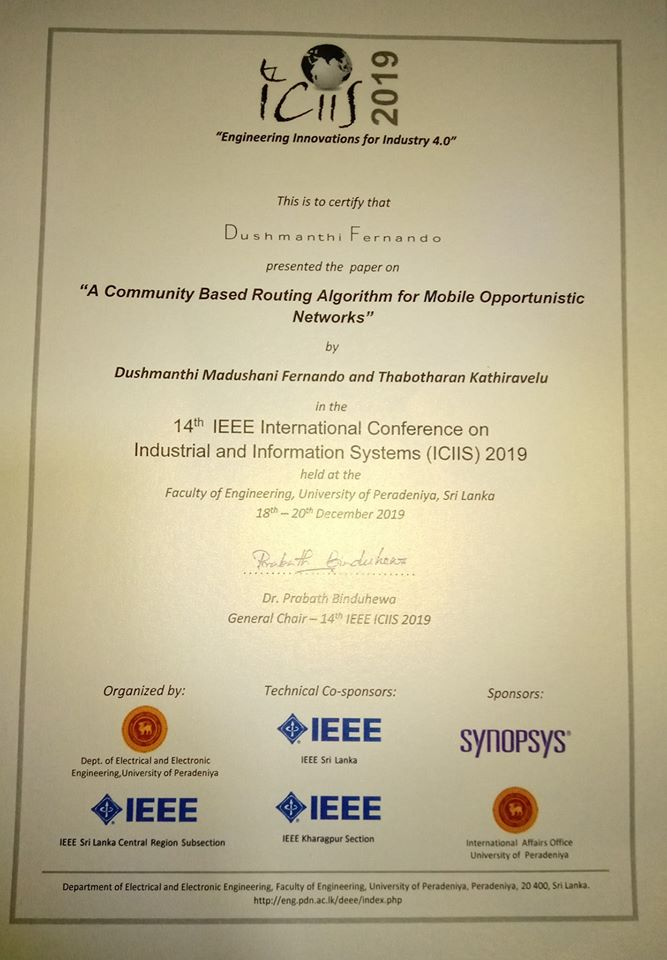 ICIIS 2019
"Engineering Innovations for Industry 4.0"
This is to certify that
Dushmanthi Fernando
presented the paper on
"A Community Based Routing Algorithm for Mobile Opportunistic
Networks"
by
Dushmanthi Madushani Fernando and Thabotharan Kathiravelu
in the
14th IEEE International Conference on
Industrial and Information Systems (ICIIS) 2019
held at the
Faculty of Engineering, University of Peradeniya, Sri Lanka
18th – 20th December 2019
Prabath Binduhewa
Dr. Prabath Binduhewa
General Chair – 14th IEEE ICIIS 2019
Organized by:
Dept. of Electrical and Electronic
Engineering,University of Peradeniya
IEEE
IEEE Sri Lanka Central Region Subsection
Technical Co-sponsors:
IEEE
IEEE Sri Lanka
IEEE
IEEE Kharagpur Section
Sponsors:
SYNOPSYS®
International Affairs Office
University of Peradeniya
Department of Electrical and Electronic Engineering, Faculty of Engineering, University of Peradeniya, Peradeniya, 20 400, Sri Lanka.
http://eng.pdn.ac.lk/deee/index.php